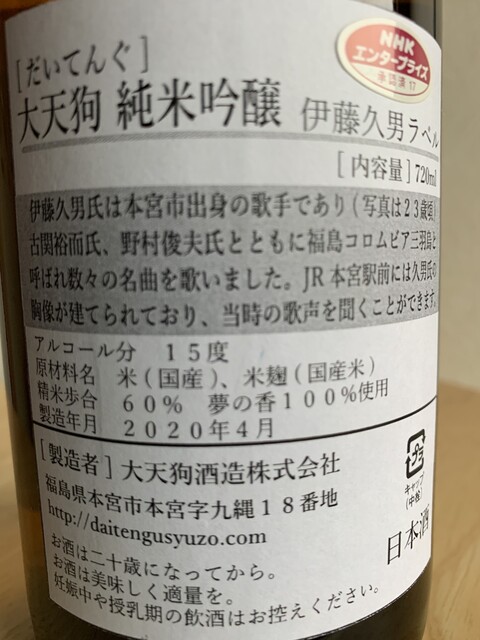 NHK
エンタープライズ
承認済 17
[だいてんぐ]
大天狗 純米吟醸 伊藤久男ラベル
[内容量] 720ml
伊藤久男氏は本宮市出身の歌手であり(写真は23歳頃)
古関裕而氏、野村俊夫氏とともに福島コロムビア三羽烏と
呼ばれ数々の名曲を歌いました。JR本宮駅前には久男氏の
胸像が建てられており、当時の歌声を聞くことができます。
アルコール分 15度
原材料名 米(国産)、米麹(国産米)
精米歩合 60% 夢の香100%使用
製造年月 2020年4月
[製造者] 大天狗酒造株式会社
福島県本宮市本宮字九縄18番地
http://daitengusyuzo.com
プラ
キャップ
(中栓)
日本酒
お酒は二十歳になってから。
お酒は美味しく適量を。
妊娠中や授乳期の飲酒はお控えください。